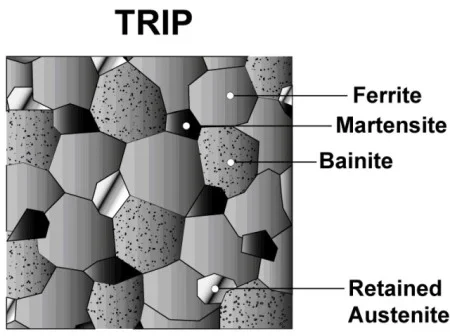 TRIP
Ferrite
Martensite
Bainite
Retained
Austenite